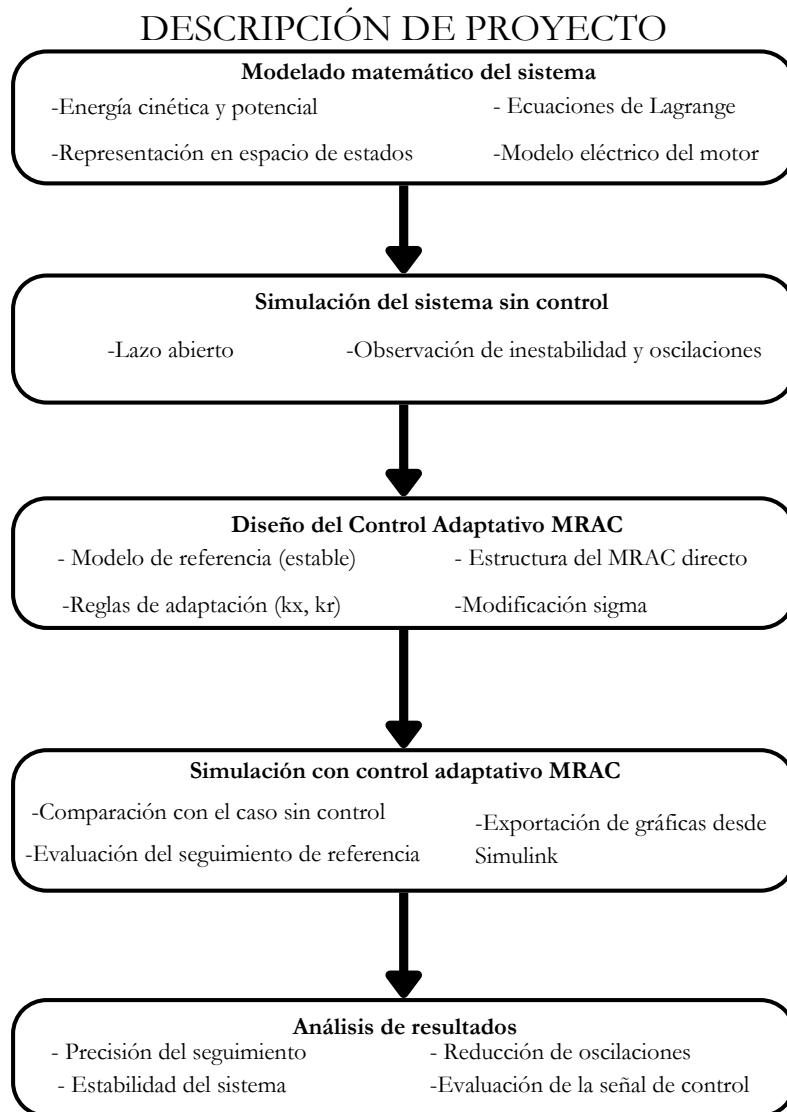 DESCRIPCIÓN DE PROYECTO
Modelado matemático del sistema
-Energía cinética y potencial
- Ecuaciones de Lagrange
-Representación en espacio de estados
-Modelo eléctrico del motor
Simulación del sistema sin control
-Lazo abierto
-Observación de inestabilidad y oscilaciones
Diseño del Control Adaptativo MRAC
- Modelo de referencia (estable)
- Estructura del MRAC directo
-Reglas de adaptación (kx, kr)
-Modificación sigma
Simulación con control adaptativo MRAC
-Comparación con el caso sin control
-Evaluación del seguimiento de referencia
-Exportación de gráficas desde
Simulink
Análisis de resultados
- Precisión del seguimiento
- Reducción de oscilaciones
- Estabilidad del sistema
-Evaluación de la señal de control